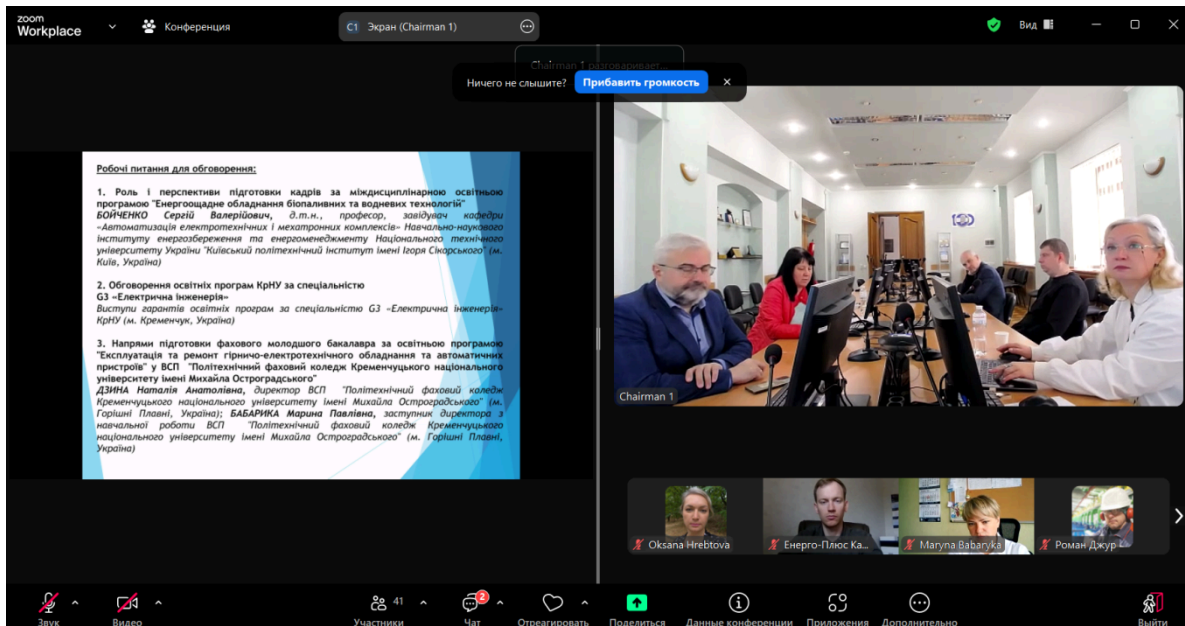 zoom
Workplace
Конференция
C1 Экран (Chairman 1)
Вид
Chairman 1 разговаривает...
Ничего не слышите? Прибавить громкость
Робочі питання для обговорення:
1. Роль і перспективи підготовки кадрів за міждисциплінарною освітньою
програмою "Енергоощадне обладнання біопаливних та водневих технологій"
БОЙЧЕНКО Сергій Валерійович, д.т.н., професор, завідувач кафедри
«Автоматизація електротехнічних і мехатронних комплексів» Навчально-наукового
інституту енергозбереження та енергоменеджменту Національного технічного
університету України "Київський політехнічний інститут імені Ігоря Сікорського" (м.
Київ, Україна)
2. Обговорення освітніх програм КрНУ за спеціальністю
G3 «Електрична інженерія»
Виступи гарантів освітніх програм за спеціальністю G3 «Електрична інженерія»
КрНУ (м. Кременчук, Україна)
3. Напрями підготовки фахового молодшого бакалавра за освітньою програмою
"Експлуатація та ремонт гірничо-електротехнічного обладнання та автоматичних
пристроїв" у ВСП "Політехнічний фаховий коледж Кременчуцького національного
університету імені Михайла Остроградського"
ДЗИНА Наталія Анатоліївна, директор ВСП "Політехнічний фаховий коледж
Кременчуцького національного університету імені Михайла Остроградського" (м.
Горішні Плавні, Україна); БАБАРИКА Марина Павлівна, заступник директора з
навчальної роботи ВСП "Політехнічний фаховий коледж Кременчуцького
національного університету імені Михайла Остроградського" (м. Горішні Плавні,
Україна)
Chairman 1
Oksana Hrebtova
Енерго-Плюс Ка...
Maryna Babaryka
Роман Джур
Звук
Видео
41
Участники
2
Чат
Отреагировать
Поделиться
Данные конференции
Приложения
Дополнительно
Выйти